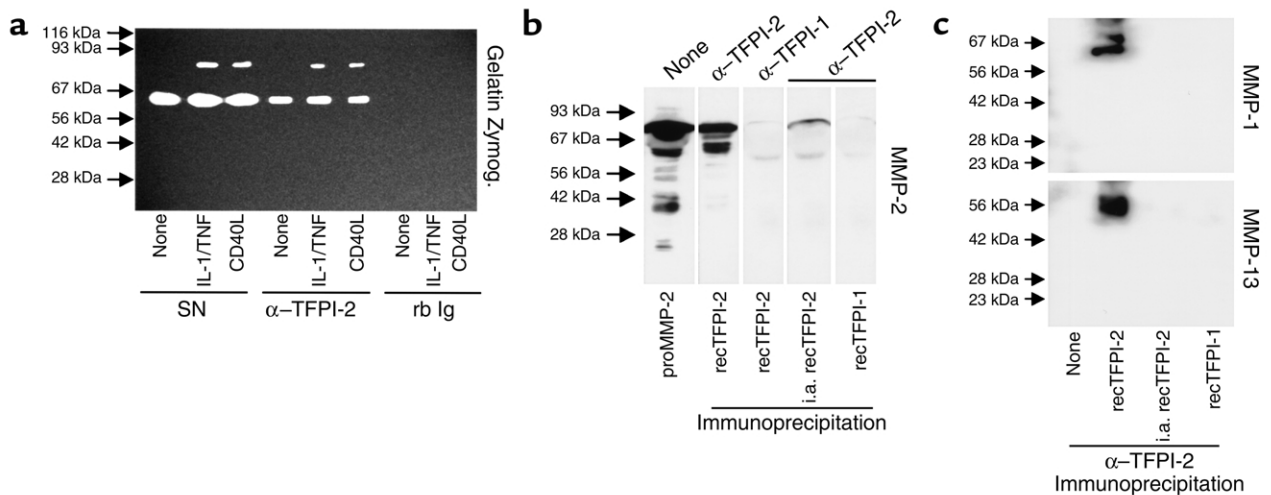 a
116 kDa
93 kDa
67 kDa
56 kDa
42 kDa
28 kDa
Gelatin Zymog.
None
IL-1/TNF
CD40L
None
IL-1/TNF
CD40L
None
IL-1/TNF
CD40L
SN
α–TFPI-2
rb Ig
b
None
α–TFPI-2
α–TFPI-1
α–TFPI-2
93 kDa
67 kDa
56 kDa
42 kDa
28 kDa
MMP-2
proMMP-2
recTFPI-2
recTFPI-2
i.a. recTFPI-2
recTFPI-1
Immunoprecipitation
c
67 kDa
56 kDa
42 kDa
28 kDa
23 kDa
MMP-1
56 kDa
42 kDa
28 kDa
23 kDa
MMP-13
None
recTFPI-2
i.a. recTFPI-2
recTFPI-1
α–TFPI-2
Immunoprecipitation